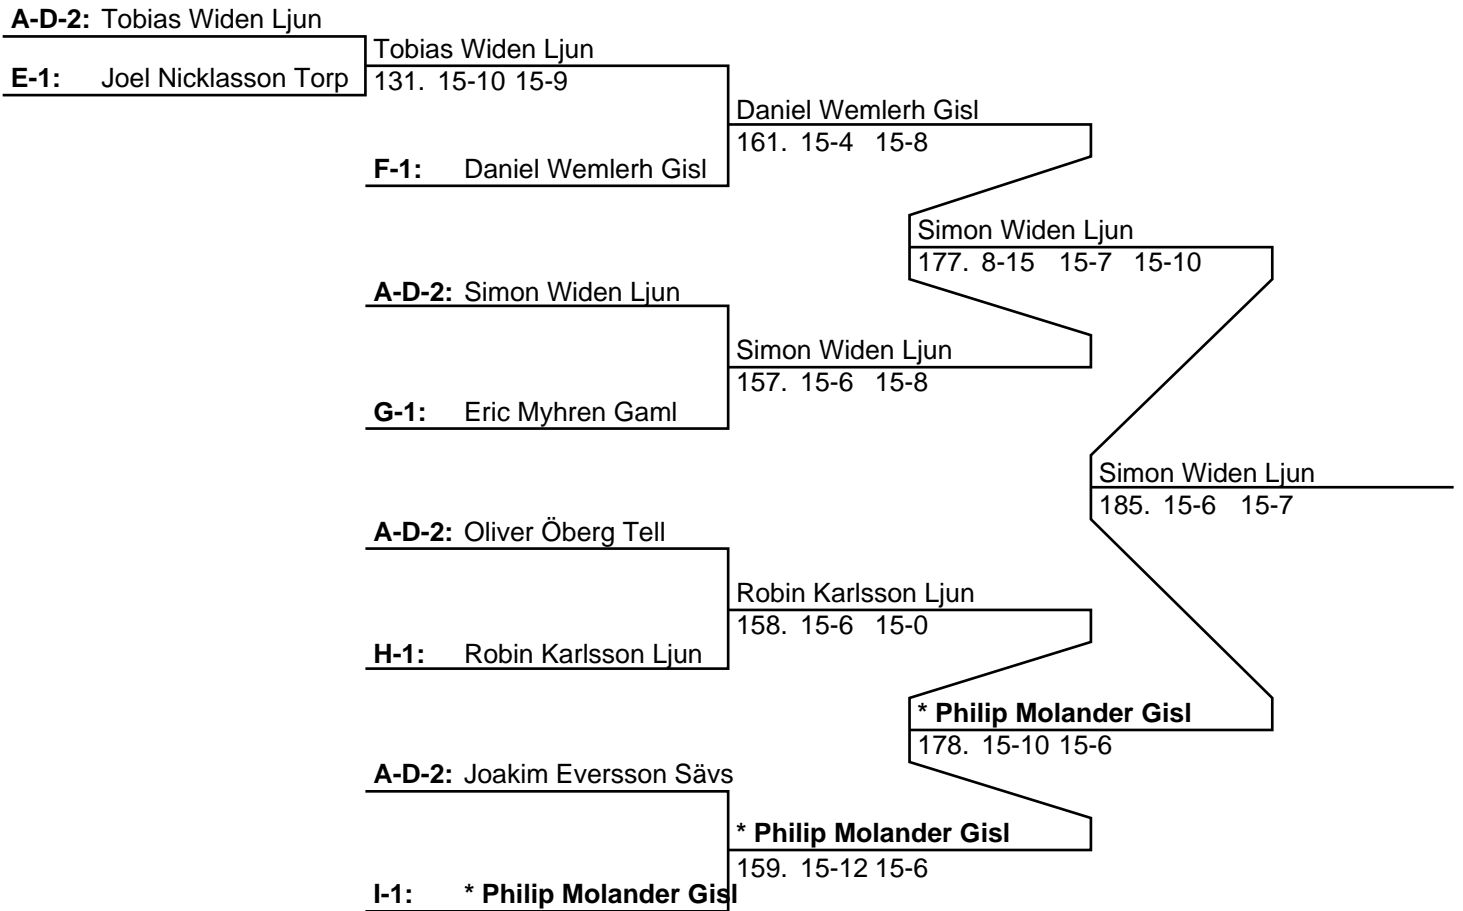 A-D-2: Tobias Widen Ljun
Tobias Widen Ljun
E-1: Joel Nicklasson Torp
131. 15-10 15-9
Daniel Wemlerh Gisl
161. 15-4 15-8
F-1: Daniel Wemlerh Gisl
Simon Widen Ljun
177. 8-15 15-7 15-10
A-D-2: Simon Widen Ljun
Simon Widen Ljun
157. 15-6 15-8
G-1: Eric Myhren Gaml
Simon Widen Ljun
185. 15-6 15-7
A-D-2: Oliver Öberg Tell
Robin Karlsson Ljun
158. 15-6 15-0
H-1: Robin Karlsson Ljun
* Philip Molander Gisl
178. 15-10 15-6
A-D-2: Joakim Eversson Sävs
* Philip Molander Gisl
159. 15-12 15-6
I-1: * Philip Molander Gisl